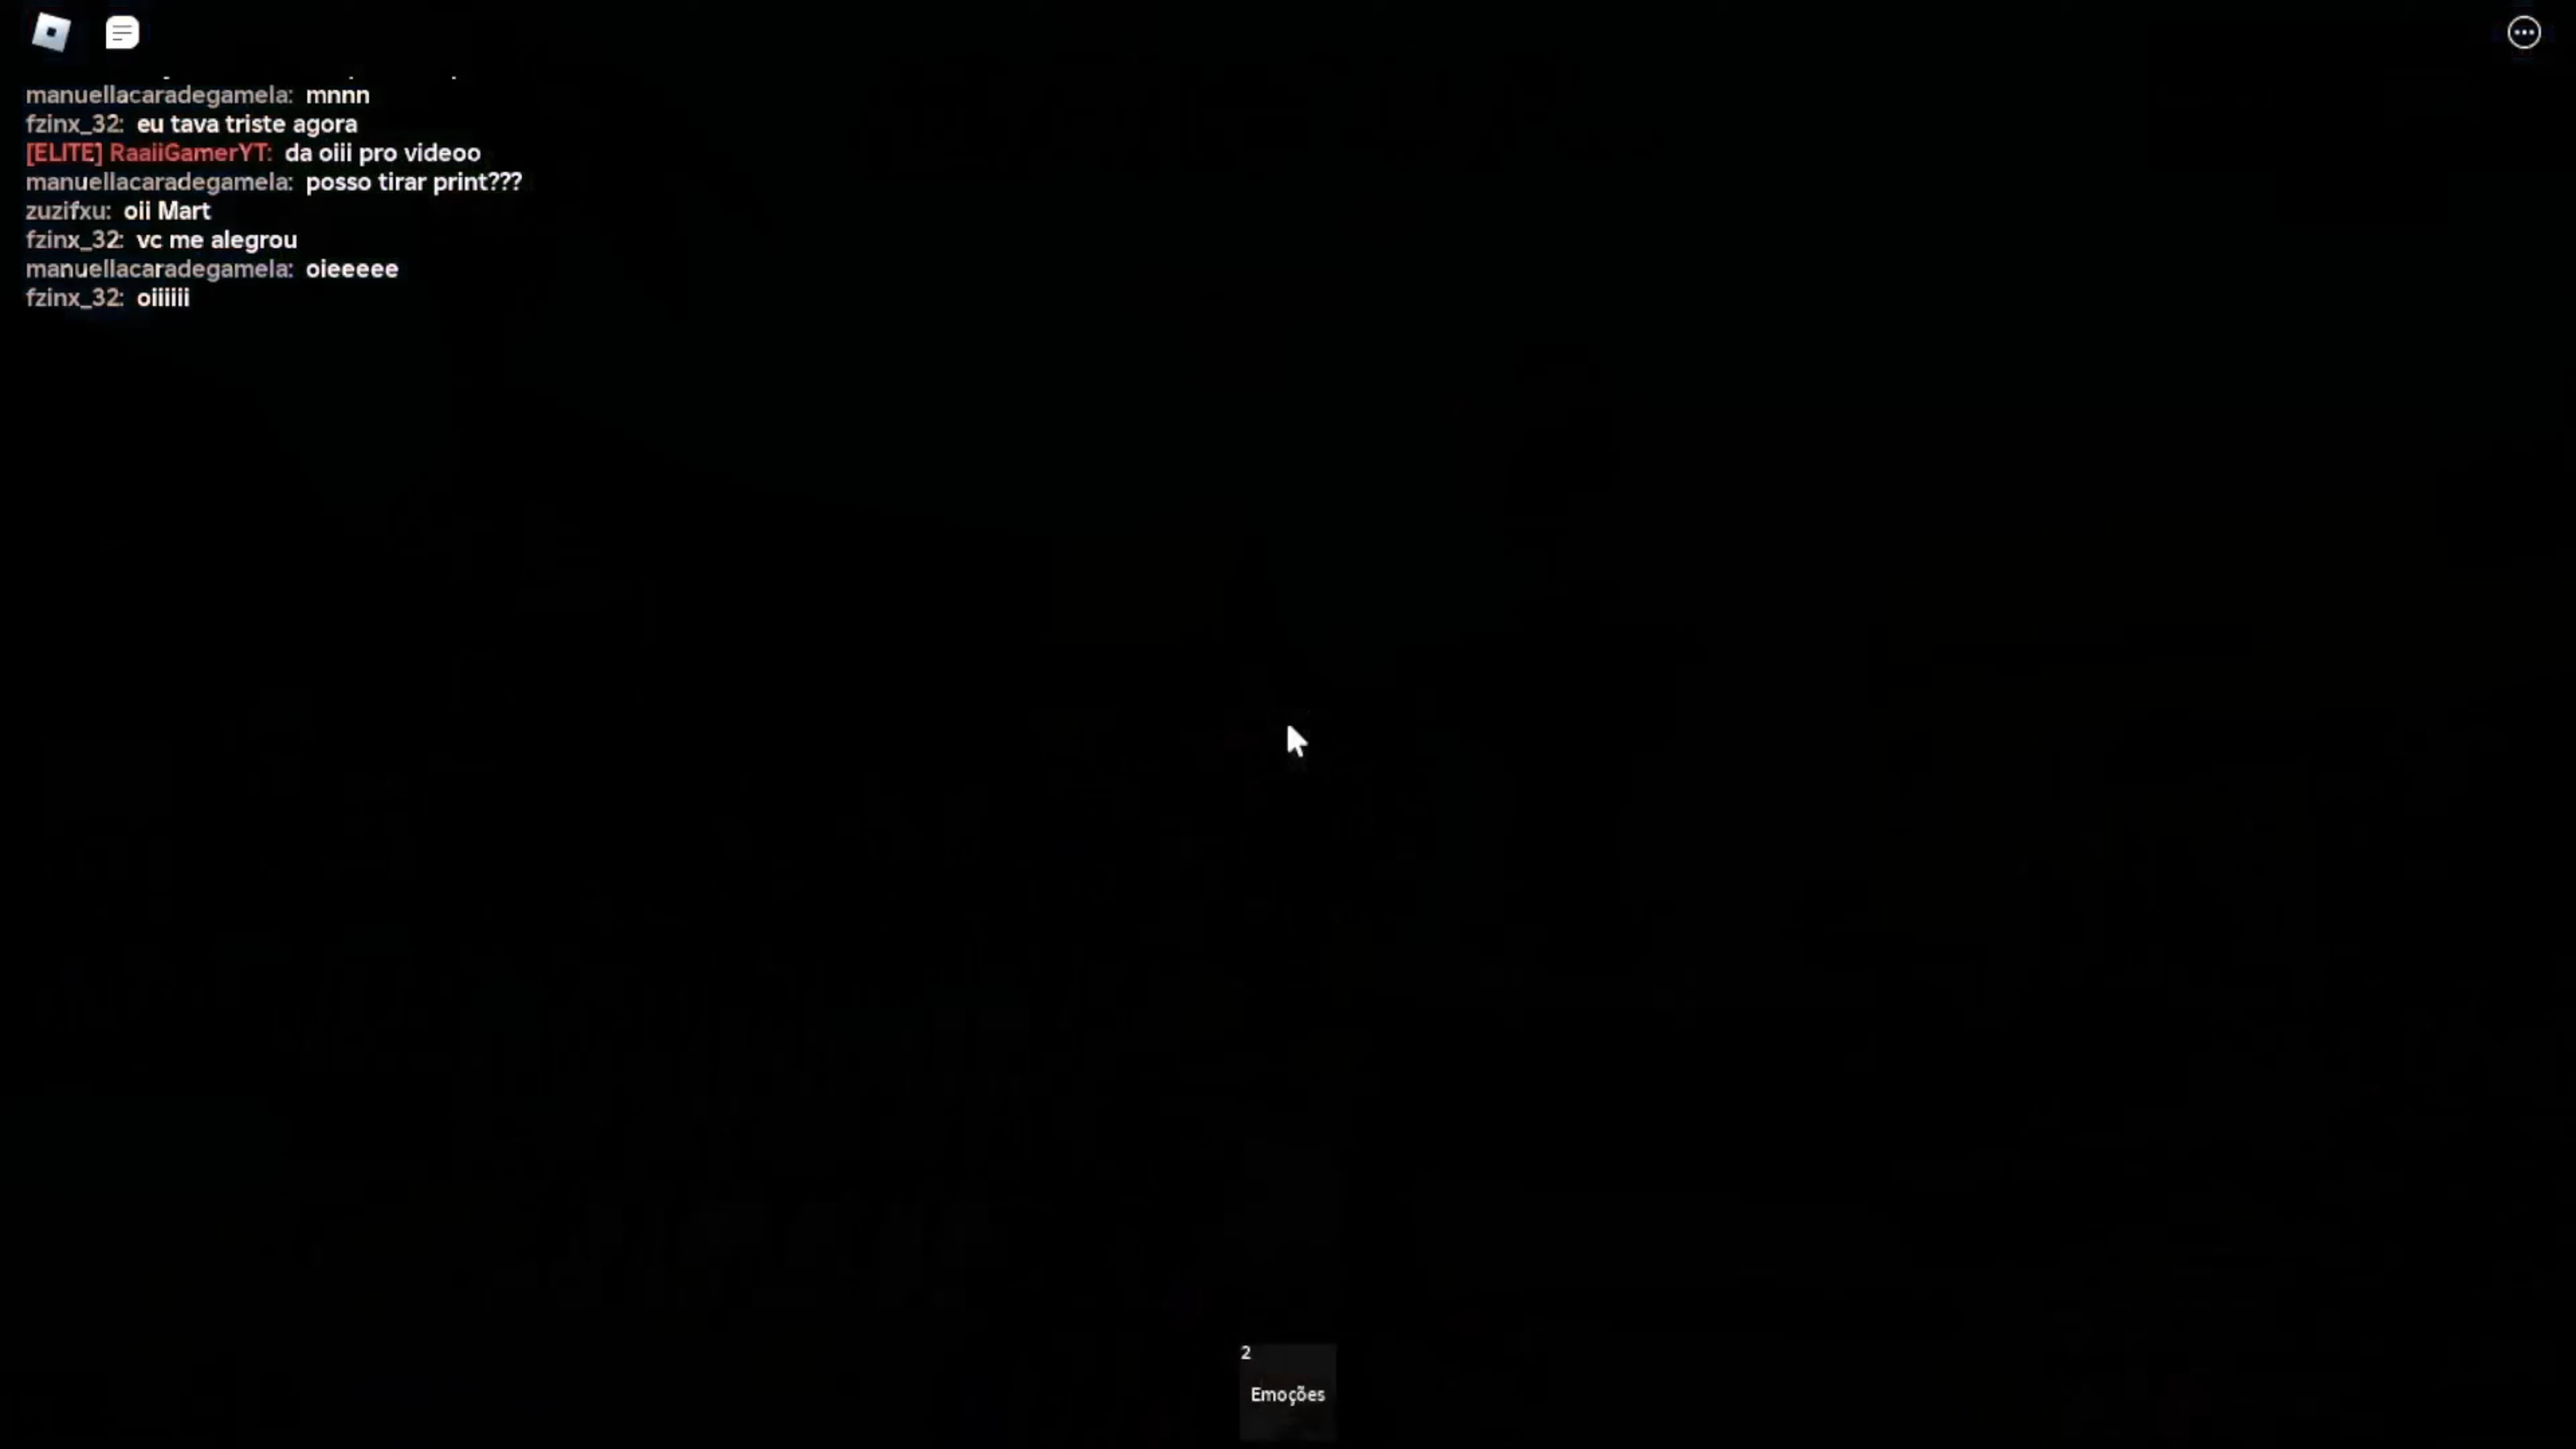 manuellacaradegamela: mnnn
fzinx_32: eu tava triste agora
[ELITE] RaaiiGamerYT: da oiii pro videoo
manuellacaradegamela: posso tirar print???
zuzifxu: oii Mart
fzinx_32: vc me alegrou
manuellacaradegamela: oieeeee
fzinx_32: oiiiiii
2
Emoções